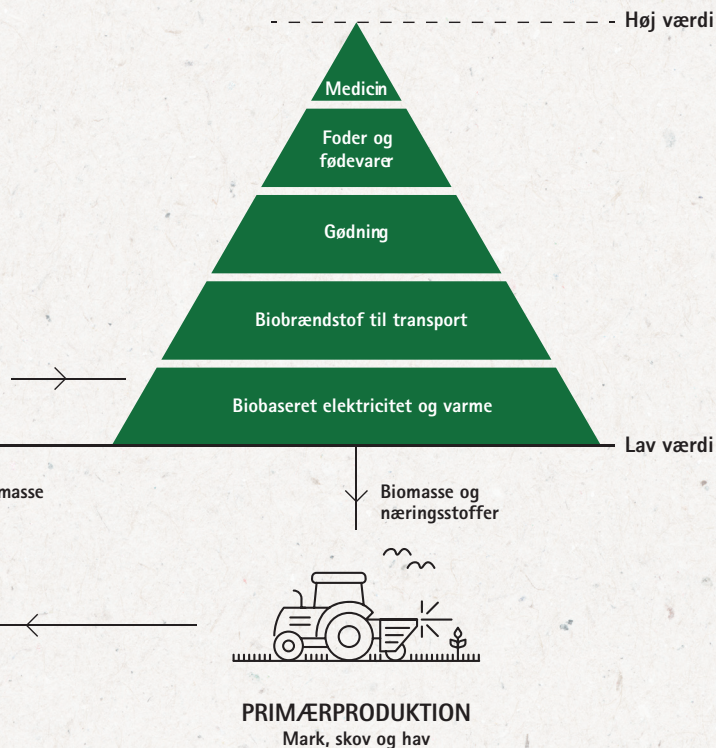 Høj værdi
Medicin
Foder og
fødevarer
Gødning
Biobrændstof til transport
Biobaseret elektricitet og varme
Lav værdi
masse
Biomasse og
næringsstoffer
PRIMÆRPRODUKTION
Mark, skov og hav